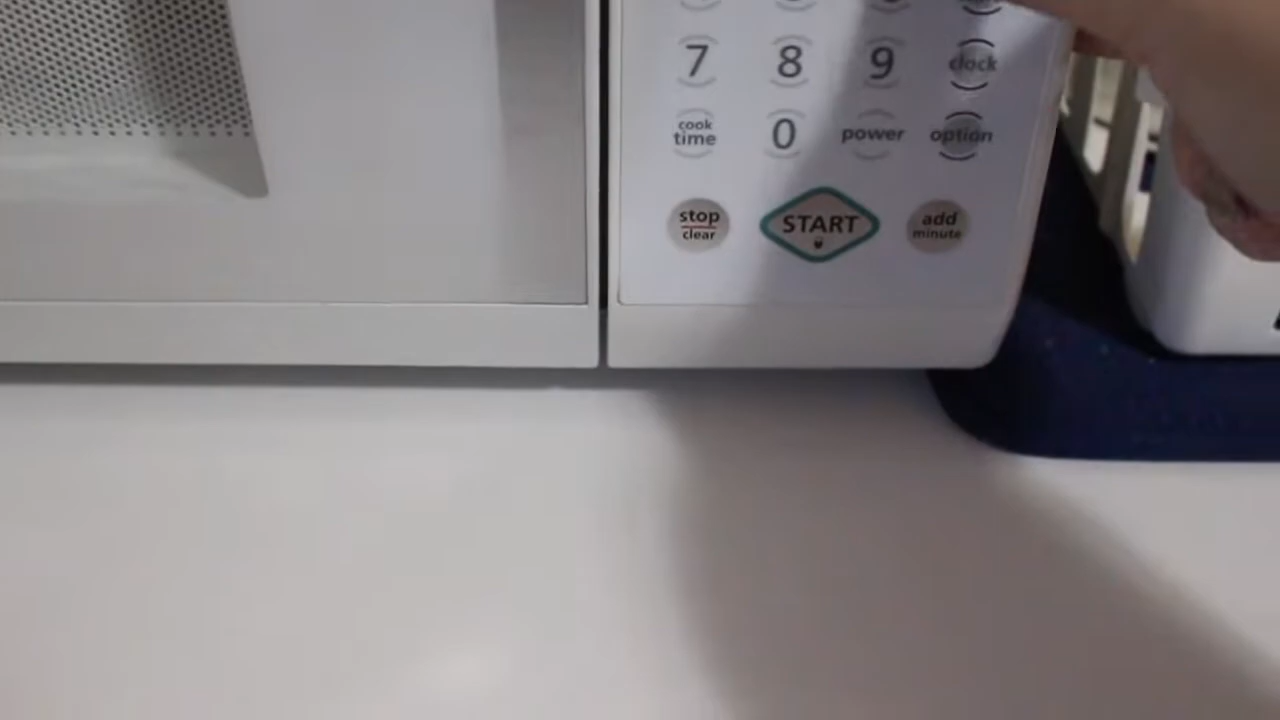 7 8 9 clock
cook
time 0 power option
stop
clear
START
add
minute